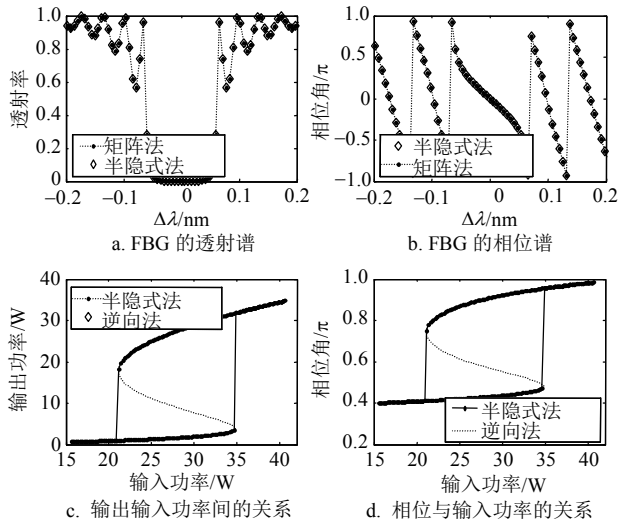 1.0
0.8
0.6
0.4
0.2
0
透射率
矩阵法
半隐式法
−0.2 −0.1 0 0.1 0.2
Δλ/nm
a. FBG 的透射谱
1.0
0.5
0
−0.5
−1.0
相位角/π
半隐式法
矩阵法
−0.2 −0.1 0 0.1 0.2
Δλ/nm
b. FBG 的相位谱
40
30
20
10
0
输出功率/W
半隐式法
逆向法
15 20 25 30 35 40
输入功率/W
c. 输出输入功率间的关系
1.0
0.8
0.6
0.4
0.2
相位角/π
半隐式法
逆向法
15 20 25 30 35 40
输入功率/W
d. 相位与输入功率的关系